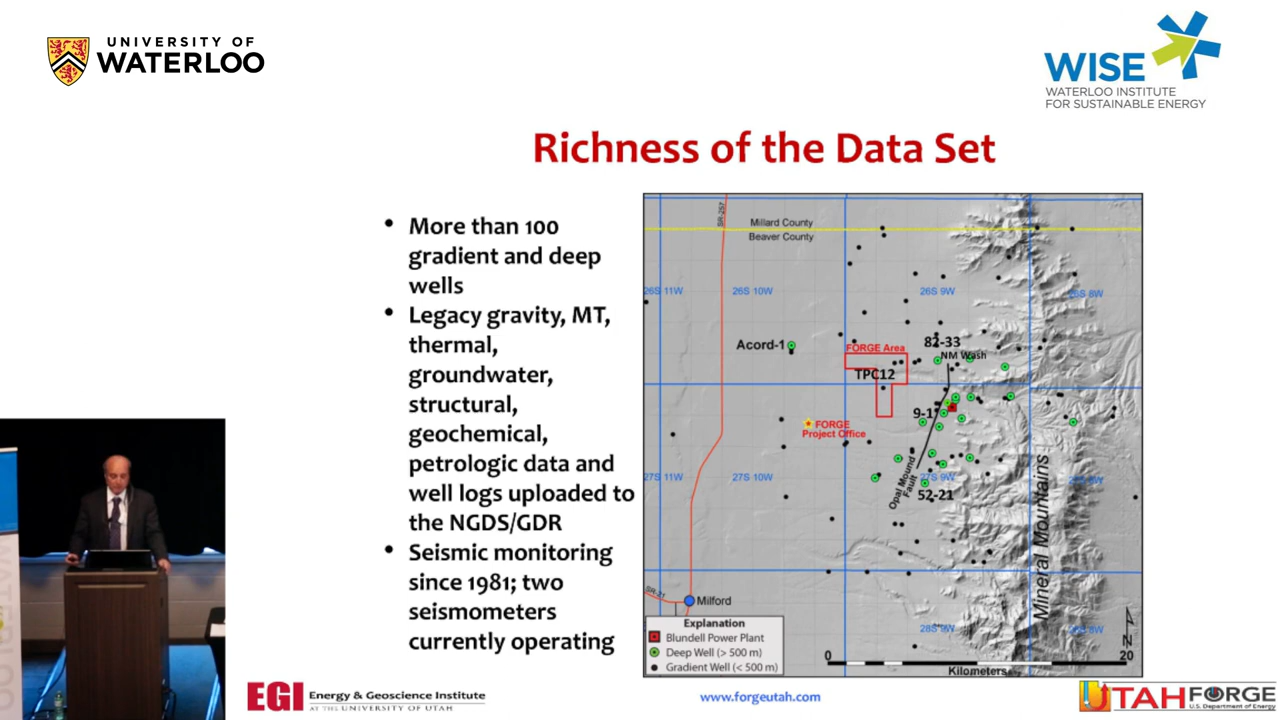 UNIVERSITY OF
WATERLOO
WISE
WATERLOO INSTITUTE
FOR SUSTAINABLE ENERGY
Richness of the Data Set
• More than 100
gradient and deep
wells
• Legacy gravity, MT,
thermal,
groundwater,
structural,
geochemical,
petrologic data and
well logs uploaded to
the NGDS/GDR
• Seismic monitoring
since 1981; two
seismometers
currently operating
SR-257
Millard County
Beaver County
26S 11W
26S 10W
26S 9W
26S 8W
Acord-1
82-33
NM Wash
FORGE Area
TPC12
9-1
FORGE
Project Office
27S 11W
27S 10W
27S 9W
Opal Mound
Fault
52-21
Mineral Mountains
SR-21
Milford
28S 9W
Explanation
Blundell Power Plant
Deep Well (> 500 m)
Gradient Well (< 500 m)
N
0
20
Kilometers
EGI
Energy & Geoscience Institute
AT THE UNIVERSITY OF UTAH
www.forgeutah.com
UTAH FORGE
U.S. Department of Energy